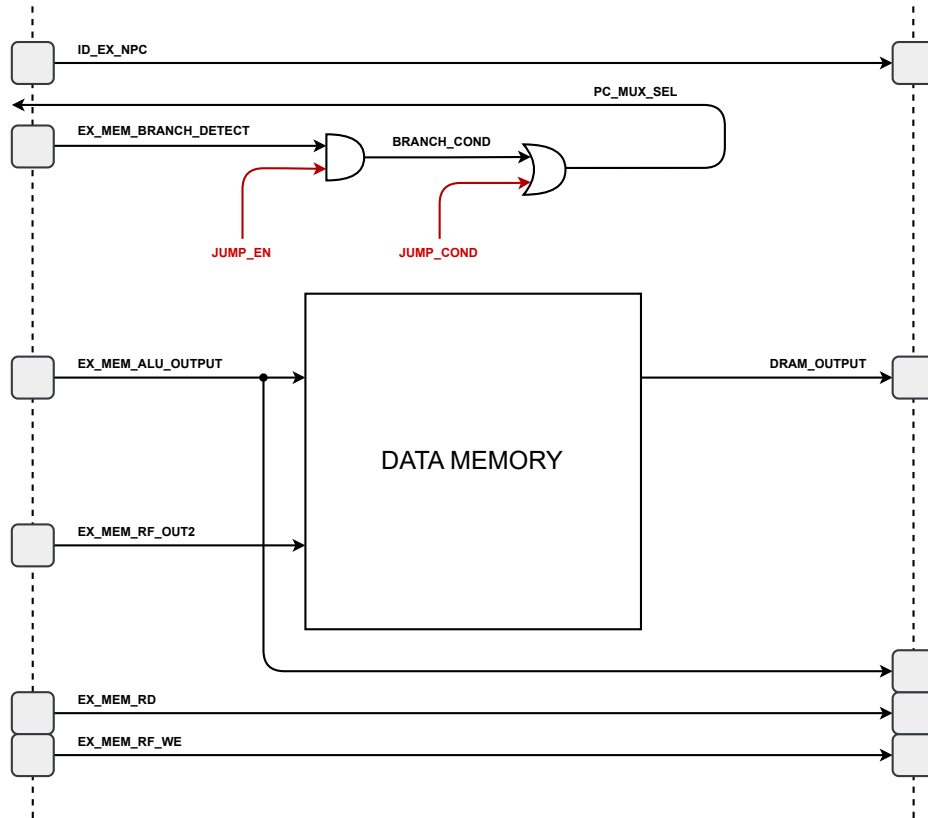 ID_EX_NPC
PC_MUX_SEL
EX_MEM_BRANCH_DETECT
BRANCH_COND
JUMP_EN
JUMP_COND
EX_MEM_ALU_OUTPUT
DRAM_OUTPUT
DATA MEMORY
EX_MEM_RF_OUT2
EX_MEM_RD
EX_MEM_RF_WE